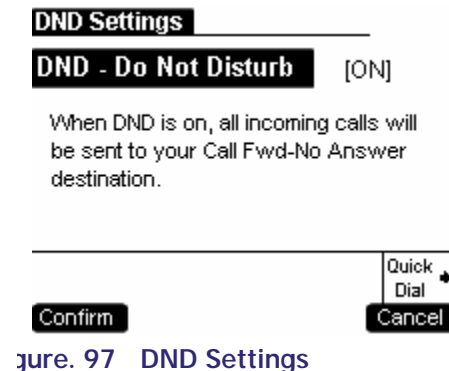 DND Settings
DND - Do Not Disturb [ON]
When DND is on, all incoming calls will
be sent to your Call Fwd-No Answer
destination.
Quick
Dial
Confirm Cancel
gure. 97 DND Settings